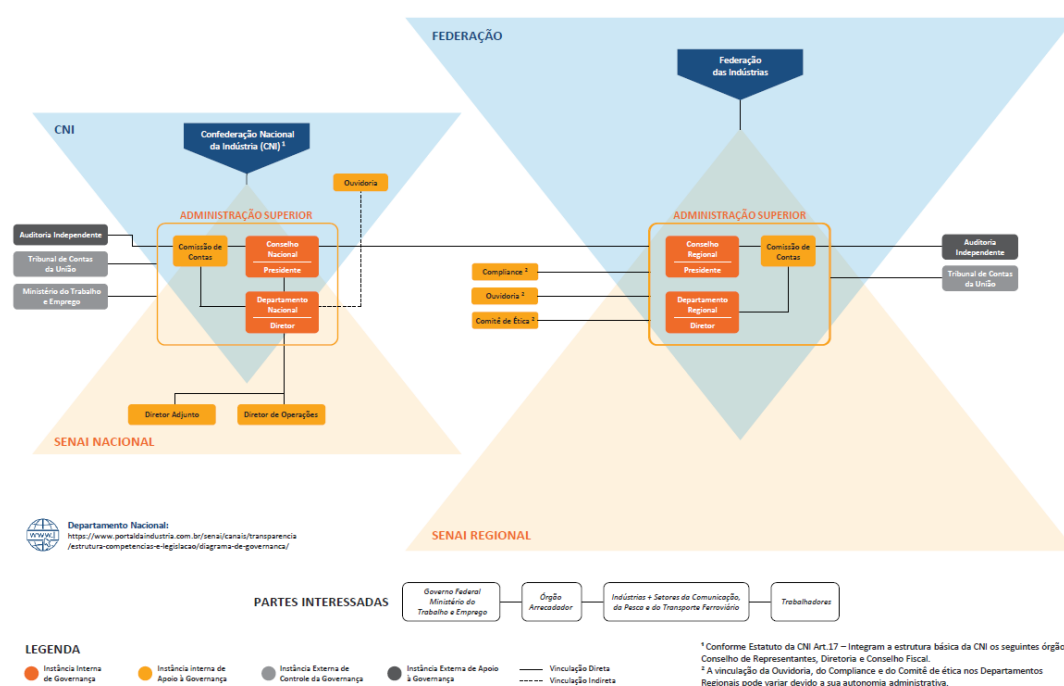 FEDERAÇÃO
Federação
das Indústrias
CNI
Confederação Nacional
da Indústria (CNI) ¹
Ouvidoria
ADMINISTRAÇÃO SUPERIOR
Auditoria Independente
Tribunal de Contas
da União
Ministério do Trabalho
e Emprego
Comissão de
Contas
Conselho
Nacional
Presidente
Departamento
Nacional
Diretor
Diretor Adjunto
Diretor de Operações
SENAI NACIONAL
ADMINISTRAÇÃO SUPERIOR
Compliance ²
Ouvidoria ²
Comitê de Ética ²
Conselho
Regional
Presidente
Departamento
Regional
Diretor
Comissão de
Contas
Auditoria
Independente
Tribunal de Contas
da União
SENAI REGIONAL
www.
Departamento Nacional:
https://www.portaldaindustria.com.br/senai/canais/transparencia
/estrutura-competencias-e-legislacao/diagrama-de-governanca/
PARTES INTERESSADAS
Governo Federal
Ministério do
Trabalho e Emprego
Órgão
Arrecadador
Indústrias + Setores da Comunicação,
da Pesca e do Transporte Ferroviário
Trabalhadores
LEGENDA
Instância Interna
de Governança
Instância interna de
Apoio à Governança
Instância Externa de
Controle da Governança
Instância Externa de Apoio
à Governança
Vinculação Direta
Vinculação Indireta
¹ Conforme Estatuto da CNI Art.17 – Integram a estrutura básica da CNI os seguintes órgão
Conselho de Representantes, Diretoria e Conselho Fiscal.
² A vinculação da Ouvidoria, do Compliance e do Comitê de ética nos Departamentos
Regionais pode variar devido a sua autonomia administrativa.